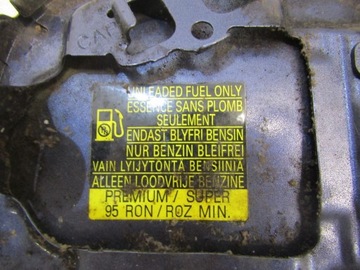 CAP
UNLEADED FUEL ONLY
ESSENCE SANS PLOMB
SEULEMENT
ENDAST BLYFRI BENSIN
NUR BENZIN BLEIFREI
VAIN LYIJYTONTA BENSIINIA
ALLEEN LOODVRIJE BENZINE
PREMIUM / SUPER
95 RON/ROZ MIN.